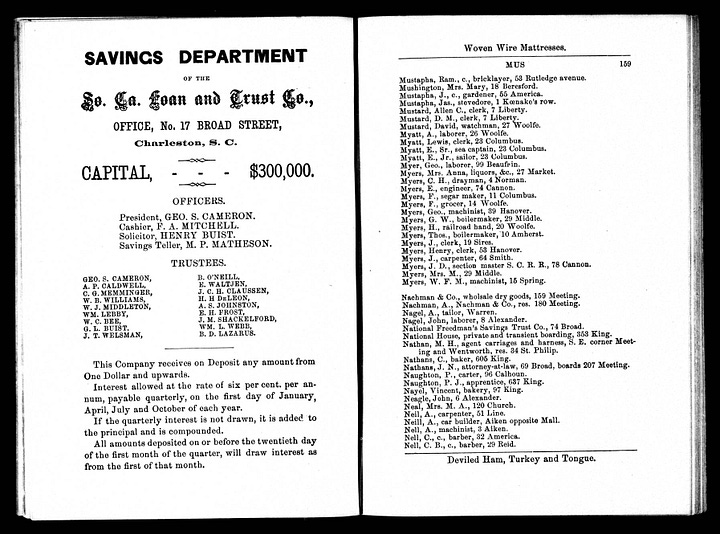 SAVINGS DEPARTMENT
OF THE
So. Ca. Loan and Trust Co.,
OFFICE, No. 17 BROAD STREET,
Charleston, S. C.
CAPITAL, - - - $300,000.
OFFICERS.
President, GEO. S. CAMERON.
Cashier, F. A. MITCHELL.
Solicitor, HENRY BUIST.
Savings Teller, M. P. MATHESON.
TRUSTEES.
GEO. S. CAMERON,
A. P. CALDWELL,
C. G. MEMMINGER,
W. B. WILLIAMS,
W. J. MIDDLETON,
WM. LEBBY,
W. C. BEE,
G. L. BUIST,
J. T. WELSMAN,
B. O'NEILL,
E. WALTJEN,
J. C. H. CLAUSSEN,
H. H DeLEON,
A. S. JOHNSTON,
E. H. FROST,
J. M. SHACKELFORD,
WM. L. WEBB,
B. D. LAZARUS.
This Company receives on Deposit any amount from
One Dollar and upwards.
Interest allowed at the rate of six per cent. per an-
num, payable quarterly, on the first day of January,
April, July and October of each year.
If the quarterly interest is not drawn, it is added to
the principal and is compounded.
All amounts deposited on or before the twentieth day
of the first month of the quarter, will draw interest as
from the first of that month.
Woven Wire Mattresses.
MUS 159
Mustapha, Ram., c., bricklayer, 53 Rutledge avenue.
Mushington, Mrs. Mary, 18 Beresford.
Mustapha, J., c., gardener, 55 America.
Mustapha, Jas., stevedore, 1 Kœnake's row.
Mustard, Allen C., clerk, 7 Liberty.
Mustard, D. M., clerk, 7 Liberty.
Mustard, David, watchman, 27 Woolfe.
Myatt, A., laborer, 26 Woolfe.
Myatt, Lewis, clerk, 23 Columbus.
Myatt, E., Sr., sea captain, 23 Columbus.
Myatt, E., Jr., sailor, 23 Columbus.
Myer, Geo., laborer, 99 Beaufrin.
Myers, Mrs. Anna, liquors, &c., 27 Market.
Myers, C. H., drayman, 4 Norman.
Myers, E., engineer, 74 Cannon.
Myers, F., segar maker, 11 Columbus.
Myers, F., grocer, 14 Woolfe.
Myers, Geo., machinist, 39 Hanover.
Myers, G. W., boilermaker, 29 Middle.
Myers, H., railroad hand, 20 Woolfe.
Myers, Thos., boilermaker, 10 Amherst.
Myers, J., clerk, 19 Sires.
Myers, Henry, clerk, 53 Hanover.
Myers, J., carpenter, 64 Smith.
Myers, J. D., section master S. C. R. R., 78 Cannon.
Myers, Mrs. M., 29 Middle.
Myers, W. F. M., machinist, 15 Spring.
Nachman & Co., wholsale dry goods, 159 Meeting.
Nachman, A., Nachman & Co., res. 180 Meeting.
Nagel, A., tailor, Warren.
Nagel, John, laborer, 8 Alexander.
National Freedman's Savings Trust Co., 74 Broad.
National House, private and transient boarding, 353 King.
Nathan, M. H., agent carriages and harness, S. E. corner Meet-
ing and Wentworth, res. 34 St. Philip.
Nathans, C., baker, 605 King.
Nathans, J. N., attorney-at-law, 69 Broad, boards 207 Meeting.
Naughton, P., carter, 96 Calhoun.
Naughton, P. J., apprentice, 637 King.
Nayel, Vincent, bakery, 97 King.
Neagle, John, 6 Alexander.
Neal, Mrs. M. A., 120 Church.
Neil, A., carpenter, 51 Line.
Neill, A., car builder, Aiken opposite Mall.
Nell, A., machinist, 3 Aiken.
Nell, C., c., barber, 32 America.
Nell, C. B., c., barber, 29 Reid.
Deviled Ham, Turkey and Tongue.